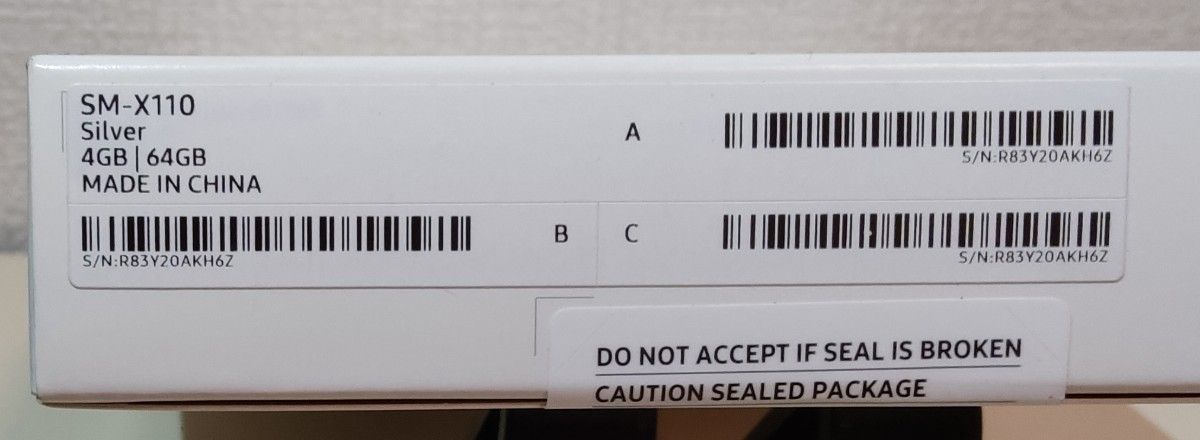 SM-X110
Silver
4GB | 64GB
MADE IN CHINA
A
S/N:R83Y20AKH6Z
S/N:R83Y20AKH6Z
B
C
S/N:R83Y20AKH6Z
DO NOT ACCEPT IF SEAL IS BROKEN
CAUTION SEALED PACKAGE